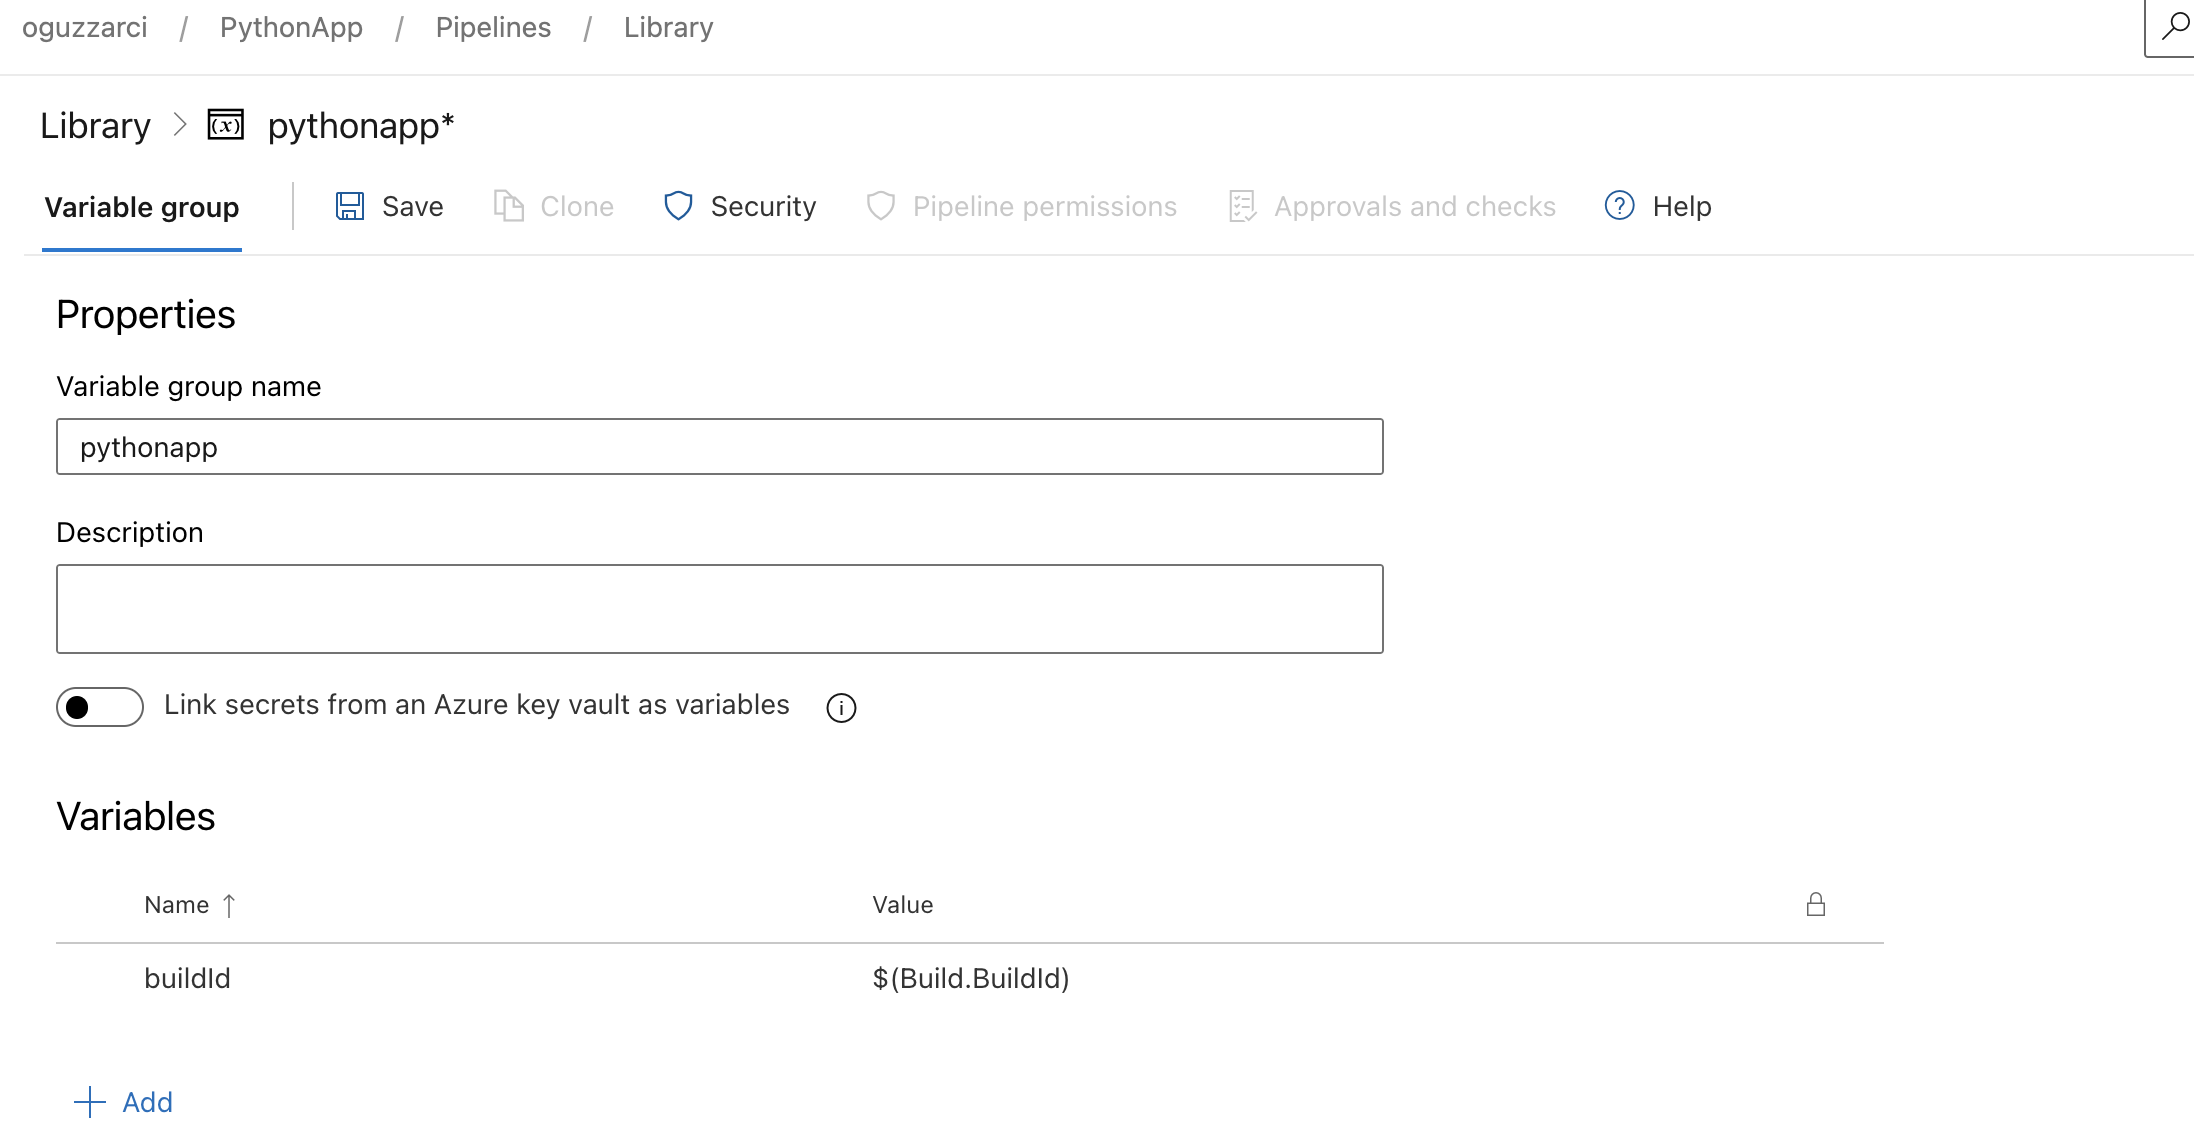 oguzzarci / PythonApp / Pipelines / Library
Library > (x) pythonapp*
Variable group Save Clone Security Pipeline permissions Approvals and checks Help
Properties
Variable group name
pythonapp
Description
Link secrets from an Azure key vault as variables
Variables
Name ↑ Value
buildId $(Build.BuildId)
+ Add